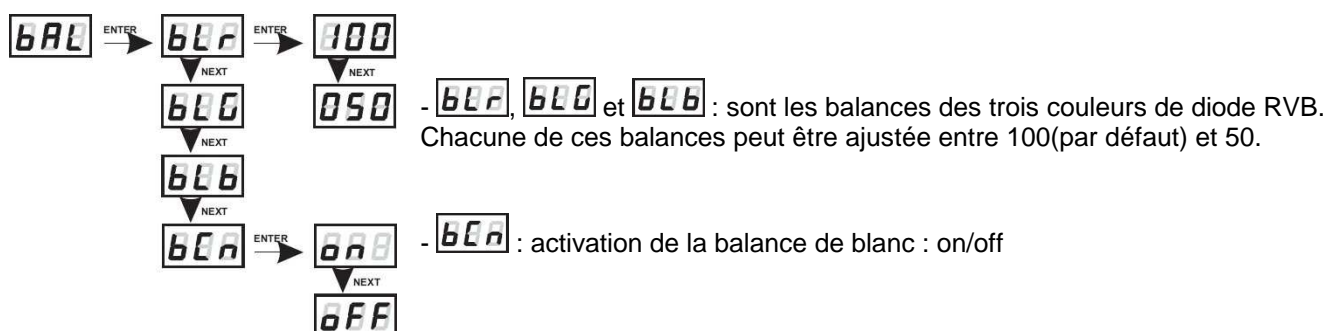 bAL ENTER bLr ENTER 100
NEXT NEXT
bLG 050 - bLr, bLG et bLb : sont les balances des trois couleurs de diode RVB.
Chacune de ces balances peut être ajustée entre 100(par défaut) et 50.
NEXT
bLb
NEXT
bCn ENTER on - bCn : activation de la balance de blanc : on/off
NEXT
oFF